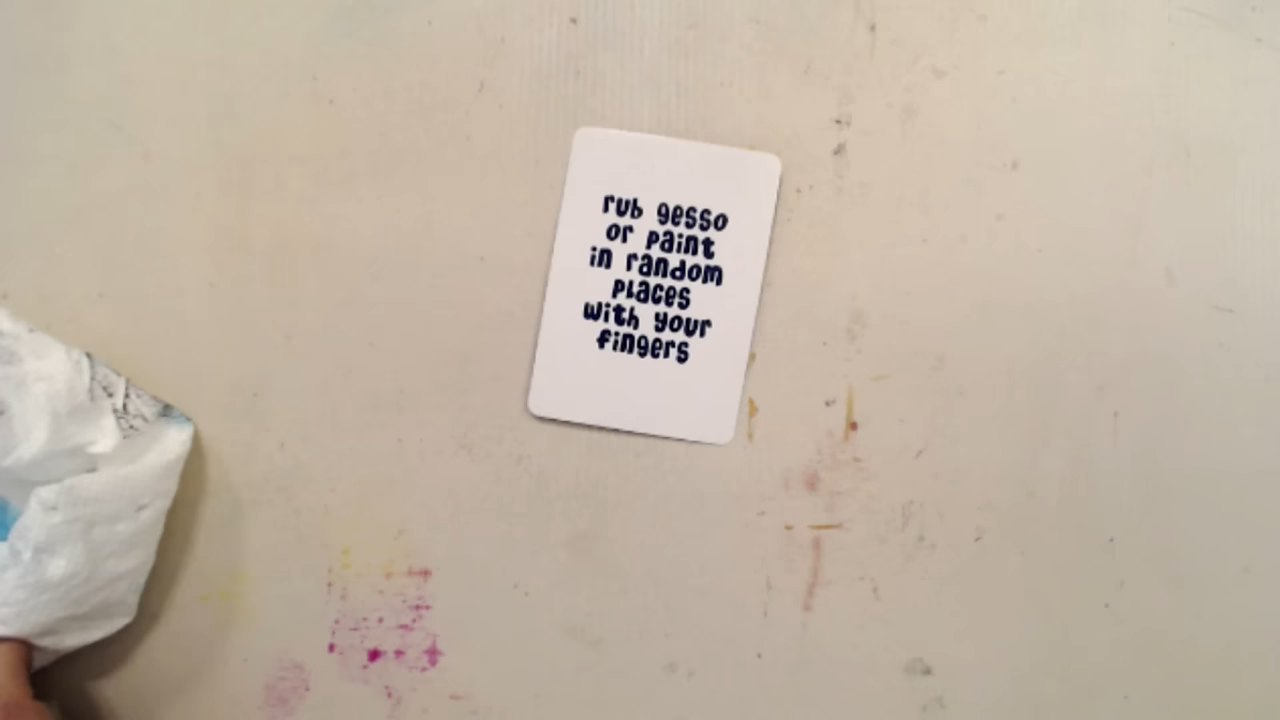 rub gesso
or paint
in random
places
with your
fingers